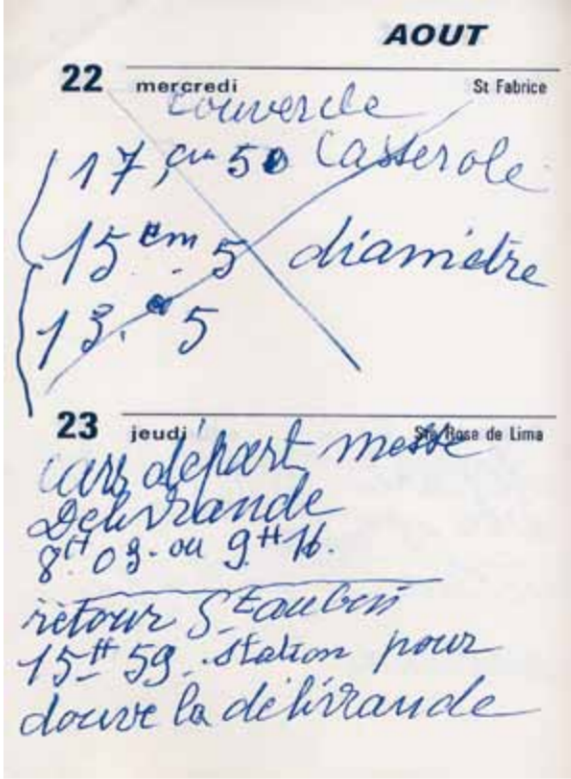 AOUT
22 mercredi St Fabrice
couvercle
17, cm 50 Casserole
15 cm 5 diamètre
13. 5
23 jeudi Ste Rose de Lima
cars départ messe
Délivrande
8H 09 - ou 9H 16.
retour St aubin
15H 59 - station pour
douve la délivrande